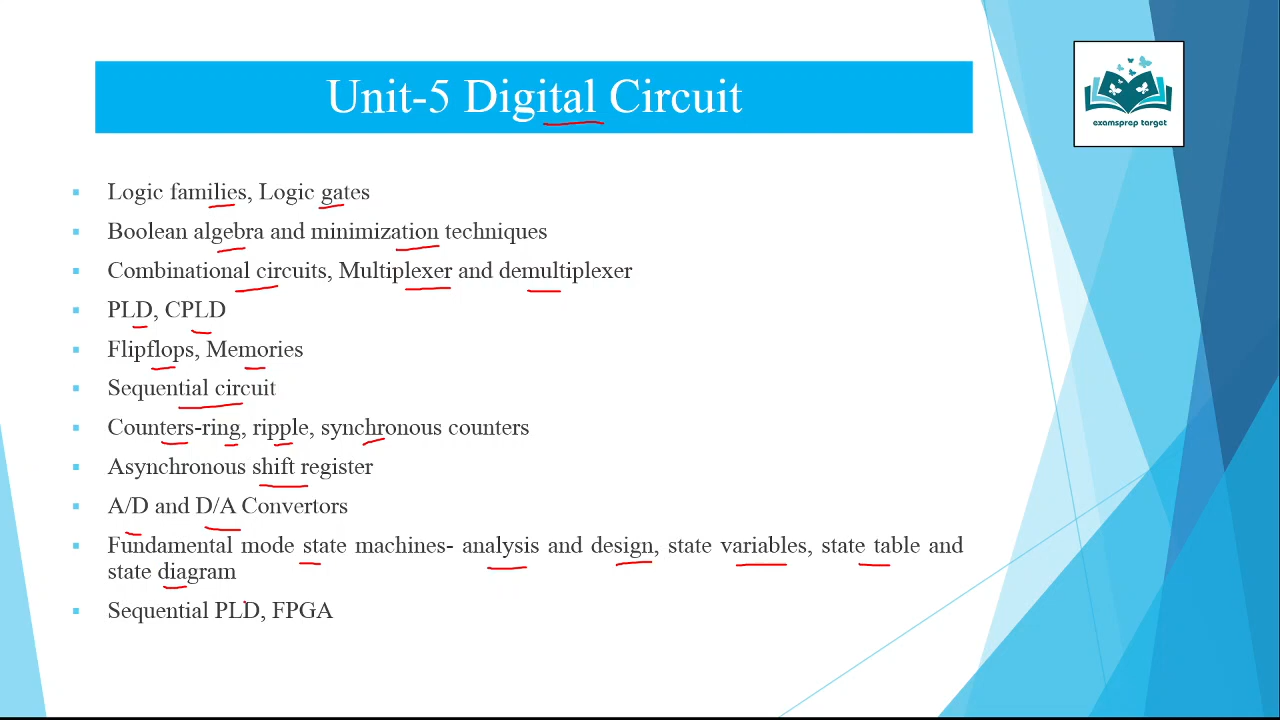 Unit-5 Digital Circuit
examsprep target
▪ Logic families, Logic gates
▪ Boolean algebra and minimization techniques
▪ Combinational circuits, Multiplexer and demultiplexer
▪ PLD, CPLD
▪ Flipflops, Memories
▪ Sequential circuit
▪ Counters-ring, ripple, synchronous counters
▪ Asynchronous shift register
▪ A/D and D/A Convertors
▪ Fundamental mode state machines- analysis and design, state variables, state table and
state diagram
▪ Sequential PLD, FPGA